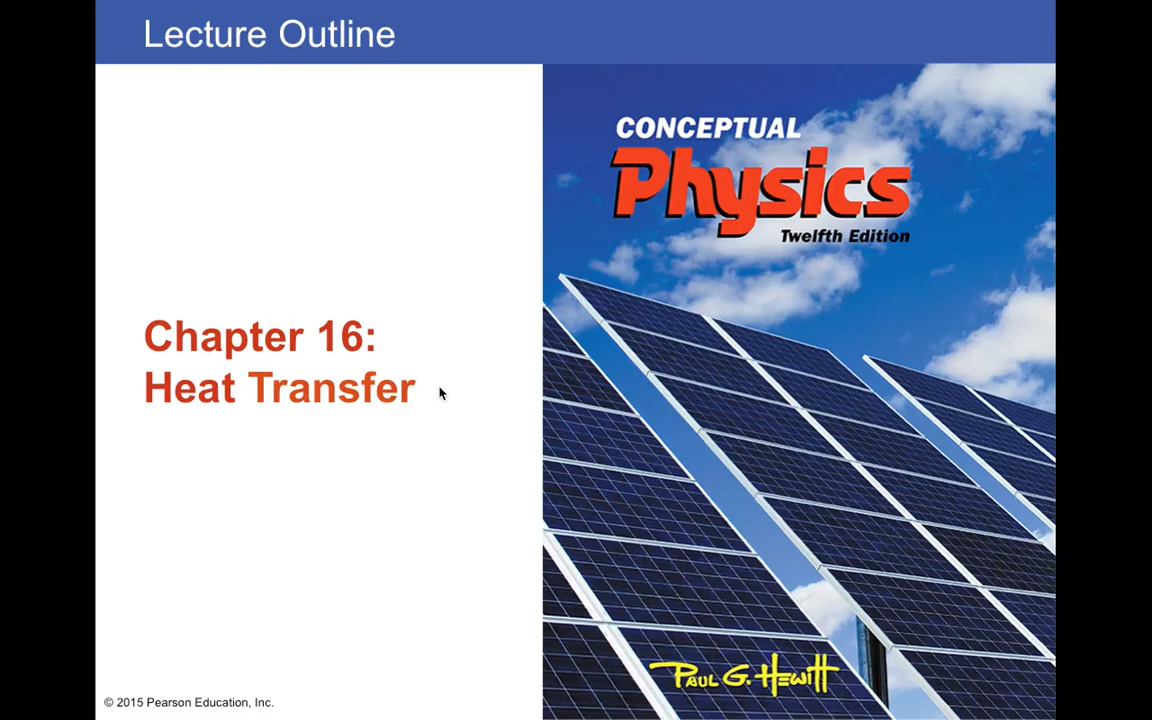 Lecture Outline
CONCEPTUAL
Physics
Twelfth Edition
Chapter 16:
Heat Transfer
PAUL G. HEWITT
© 2015 Pearson Education, Inc.